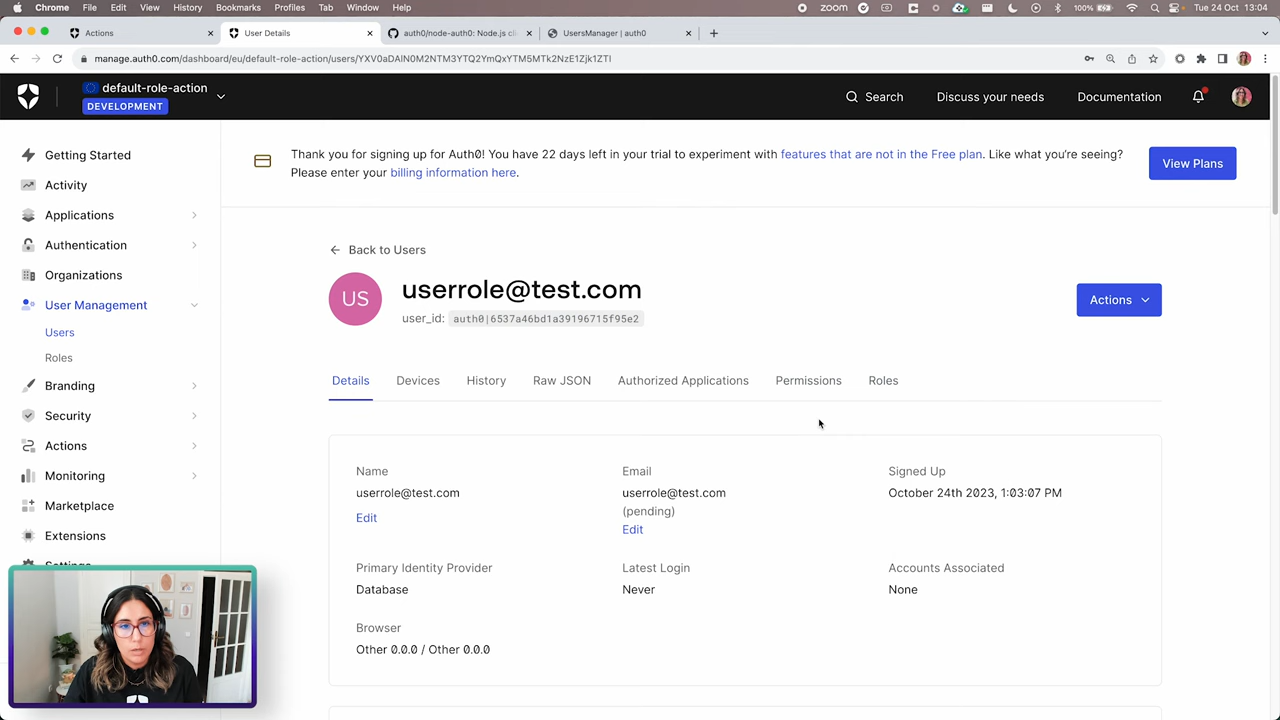 Chrome File Edit View History Bookmarks Profiles Tab Window Help zoom 100% Tue 24 Oct 13:04
Actions
User Details
auth0/node-auth0: Node.js cli
UsersManager | auth0
manage.auth0.com/dashboard/eu/default-role-action/users/YXV0aDAlN0M2NTM3YTQ2YmQxYTM5MTk2NzE1Zjk1ZTI
default-role-action
DEVELOPMENT
Search
Discuss your needs
Documentation
Getting Started
Activity
Applications
Authentication
Organizations
User Management
Users
Roles
Branding
Security
Actions
Monitoring
Marketplace
Extensions
Settings
Thank you for signing up for Auth0! You have 22 days left in your trial to experiment with features that are not in the Free plan. Like what you're seeing?
Please enter your billing information here.
View Plans
Back to Users
US
userrole@test.com
user_id: auth0|6537a46bd1a39196715f95e2
Actions
Details Devices History Raw JSON Authorized Applications Permissions Roles
Name
userrole@test.com
Edit
Email
userrole@test.com
(pending)
Edit
Signed Up
October 24th 2023, 1:03:07 PM
Primary Identity Provider
Database
Latest Login
Never
Accounts Associated
None
Browser
Other 0.0.0 / Other 0.0.0